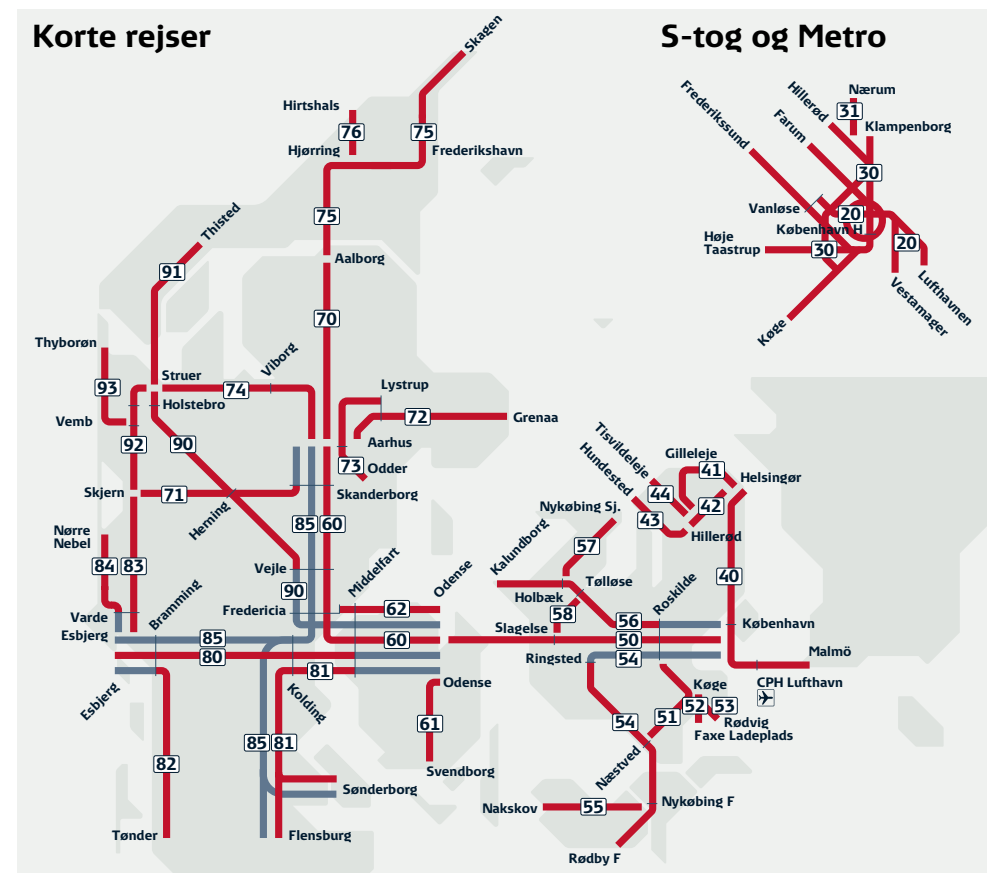 Korte rejser
S-tog og Metro
Skagen
Hirtshals
76
75
Hjørring
Frederikshavn
75
Thisted
91
Aalborg
70
Thyborøn
93
Struer
Viborg
74
Holstebro
Lystrup
72
Grenaa
Vemb
92
90
Aarhus
73
Odder
Skjern
71
Skanderborg
Herning
85
60
Nørre
Nebel
84
83
Vejle
90
Middelfart
Odense
Fredericia
62
Varde
Esbjerg
Bramming
85
60
80
81
Esbjerg
Kolding
Odense
61
85
81
82
Svendborg
Sønderborg
Tønder
Flensburg
Nærum
Hillerød
31
Frederikssund
Farum
Klampenborg
30
Vanløse
20
København H
Høje
Taastrup
30
20
Lufthavnen
Vestamager
Køge
Tisvildeleje
Gilleleje
41
Helsingør
Hundested
44
42
43
Hillerød
Nykøbing Sj.
Kalundborg
57
40
Tølløse
Holbæk
58
Roskilde
56
København
Slagelse
50
Ringsted
54
Malmö
CPH Lufthavn
Køge
52
53
54
51
Rødvig
Faxe Ladeplads
Næstved
Nakskov
55
Nykøbing F
Rødby F